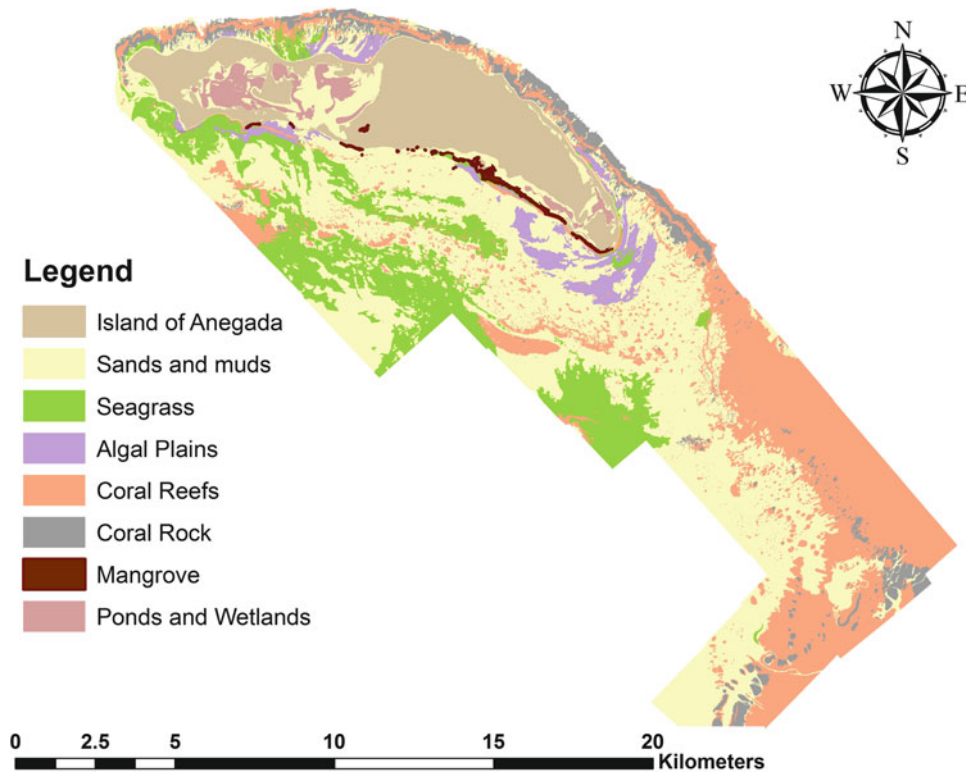 N
W E
S
Legend
Island of Anegada
Sands and muds
Seagrass
Algal Plains
Coral Reefs
Coral Rock
Mangrove
Ponds and Wetlands
0 2.5 5 10 15 20
Kilometers